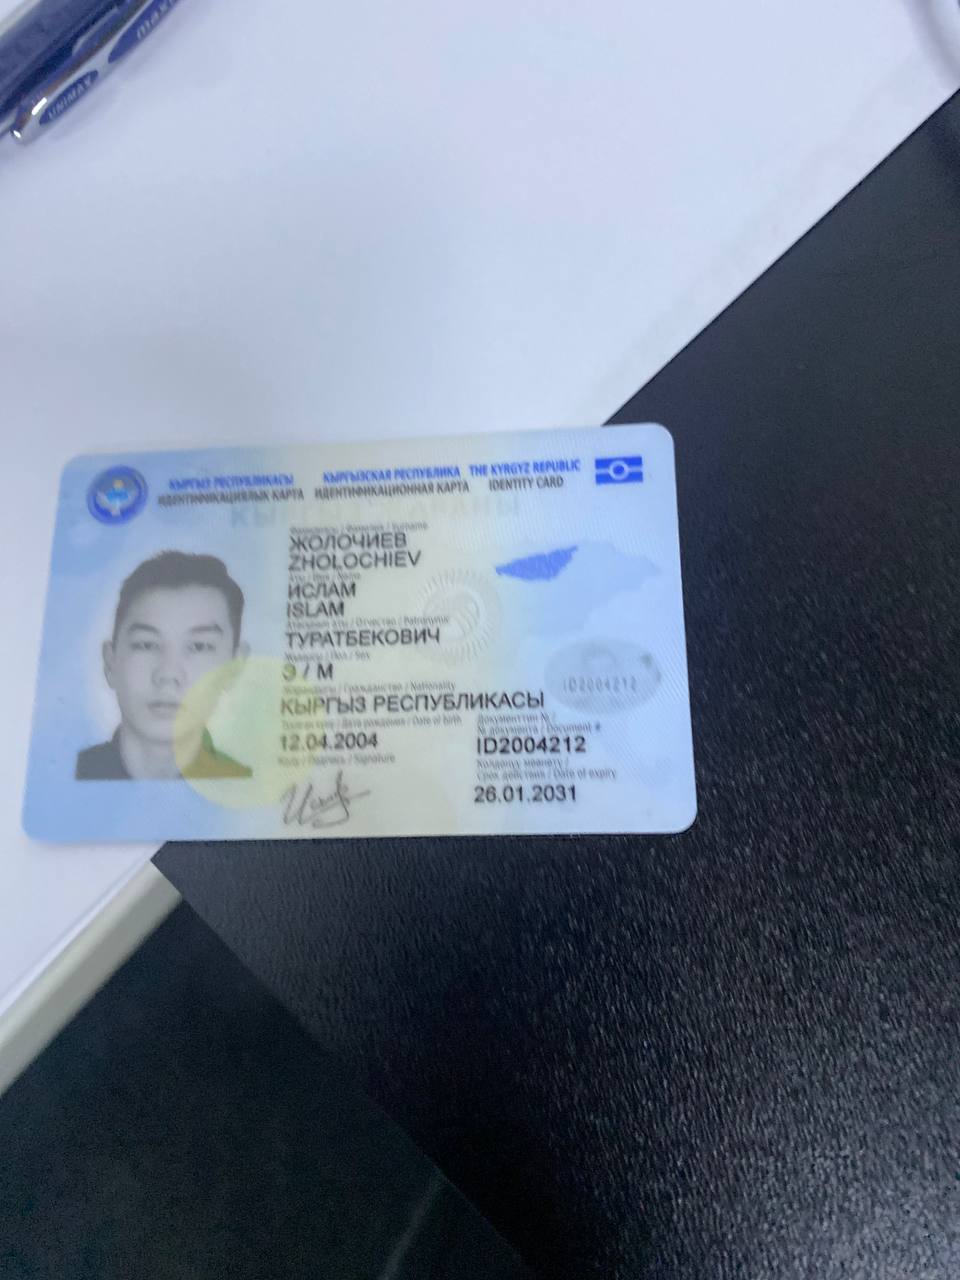 UNIMAX
max
КЫРГЫЗ РЕСПУБЛИКАСЫ КЫРГЫЗСКАЯ РЕСПУБЛИКА THE KYRGYZ REPUBLIC
ИДЕНТИФИКАЦИЯЛЫК КАРТА ИДЕНТИФИКАЦИОННАЯ КАРТА IDENTITY CARD
Фамилиясы / Фамилия / Surname
ЖОЛОЧИЕВ
ZHOLOCHIEV
Аты / Имя / Name
ИСЛАМ
ISLAM
Атасынын аты / Отчество / Patronymic
ТУРАТБЕКОВИЧ
Жынысы / Пол / Sex
Э / М
Жарандыгы / Гражданство / Nationality
КЫРГЫЗ РЕСПУБЛИКАСЫ
Туулган күнү / Дата рождения / Date of birth
12.04.2004
Документтин № /
№ документа / Document #
ID2004212
Колу / Подпись / Signature
Колдонуу мөөнөтү /
Срок действия / Date of expiry
26.01.2031
ID2004212